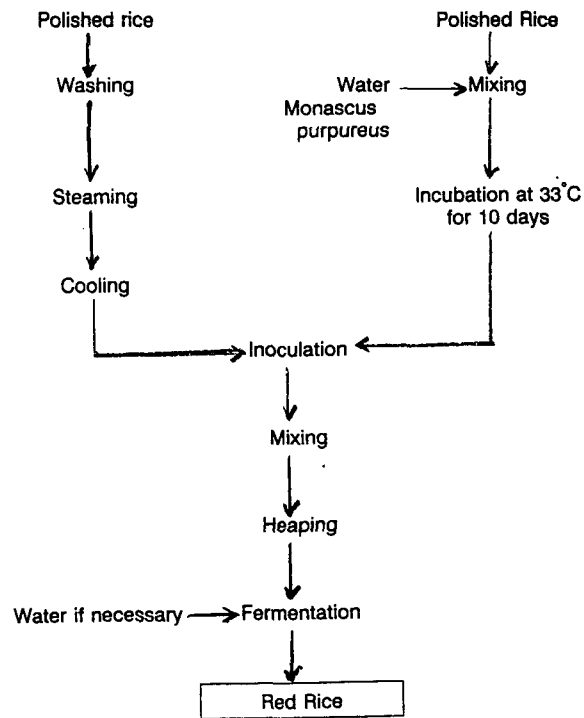 Polished rice
Polished Rice
Washing
Water
Mixing
Monascus
purpureus
Steaming
Incubation at 33°C
for 10 days
Cooling
Inoculation
Mixing
Heaping
Water if necessary
Fermentation
Red Rice